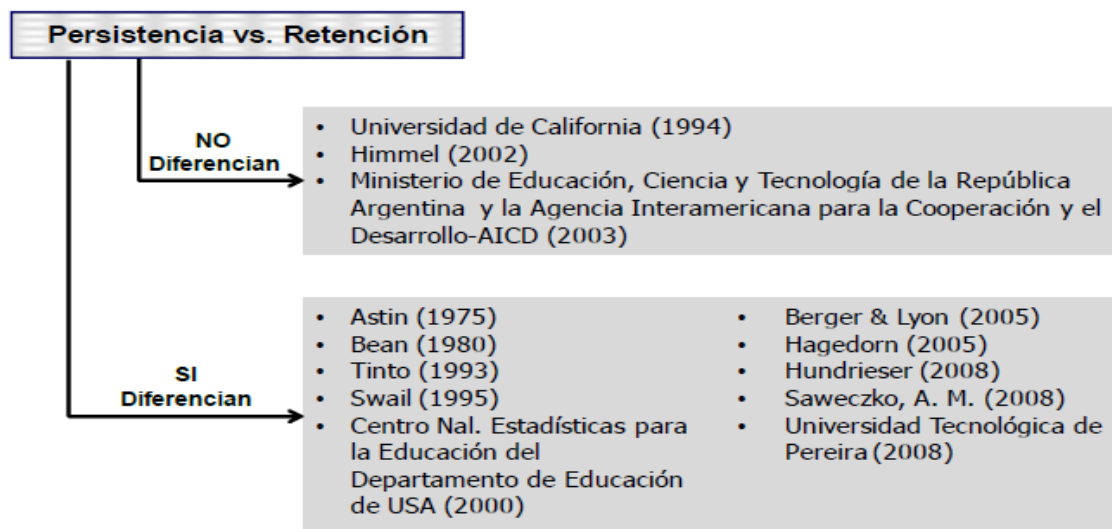 Persistencia vs. Retención
NO
Diferencian
• Universidad de California (1994)
• Himmel (2002)
• Ministerio de Educación, Ciencia y Tecnología de la República
Argentina y la Agencia Interamericana para la Cooperación y el
Desarrollo-AICD (2003)
SI
Diferencian
• Astin (1975)
• Bean (1980)
• Tinto (1993)
• Swail (1995)
• Centro Nal. Estadísticas para
la Educación del
Departamento de Educación
de USA (2000)
• Berger & Lyon (2005)
• Hagedorn (2005)
• Hundrieser (2008)
• Saweczko, A. M. (2008)
• Universidad Tecnológica de
Pereira (2008)